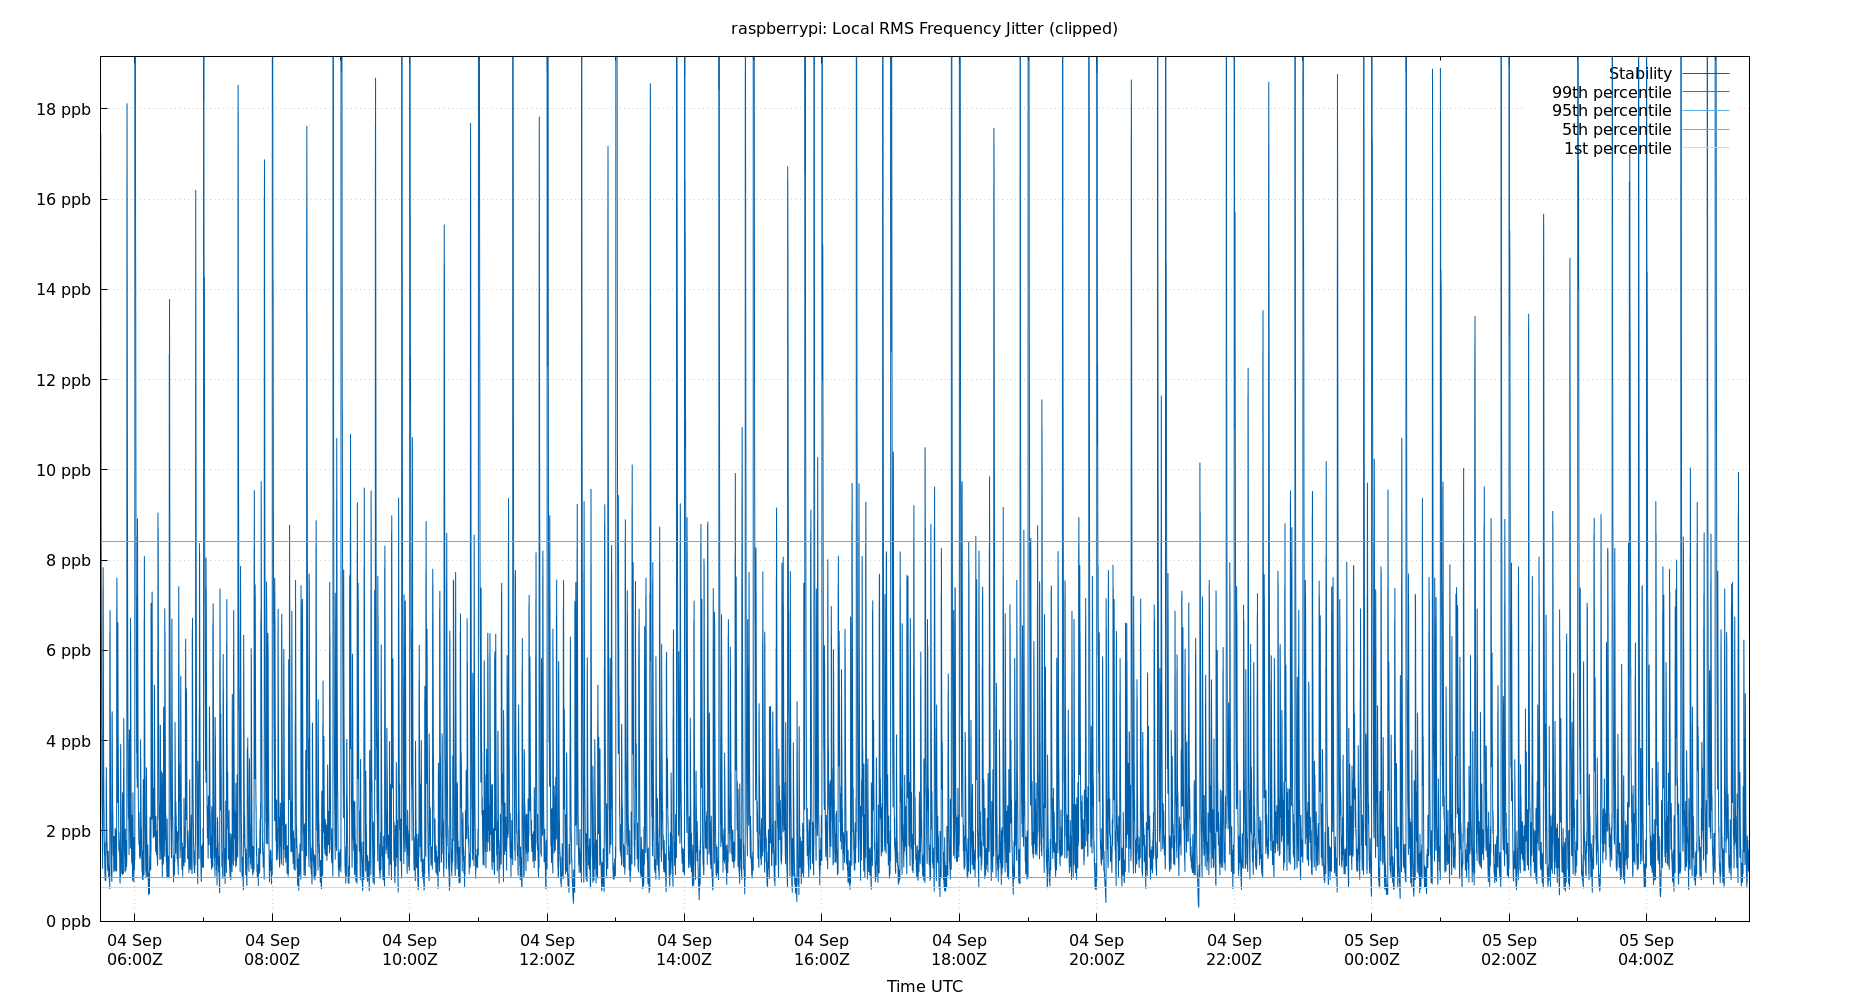 raspberrypi: Local RMS Frequency Jitter (clipped)
Stability
99th percentile
95th percentile
5th percentile
1st percentile
18 ppb
16 ppb
14 ppb
12 ppb
10 ppb
8 ppb
6 ppb
4 ppb
2 ppb
0 ppb
04 Sep 04 Sep 04 Sep 04 Sep 04 Sep 04 Sep 04 Sep 04 Sep 04 Sep 05 Sep 05 Sep 05 Sep
06:00Z 08:00Z 10:00Z 12:00Z 14:00Z 16:00Z 18:00Z 20:00Z 22:00Z 00:00Z 02:00Z 04:00Z
Time UTC